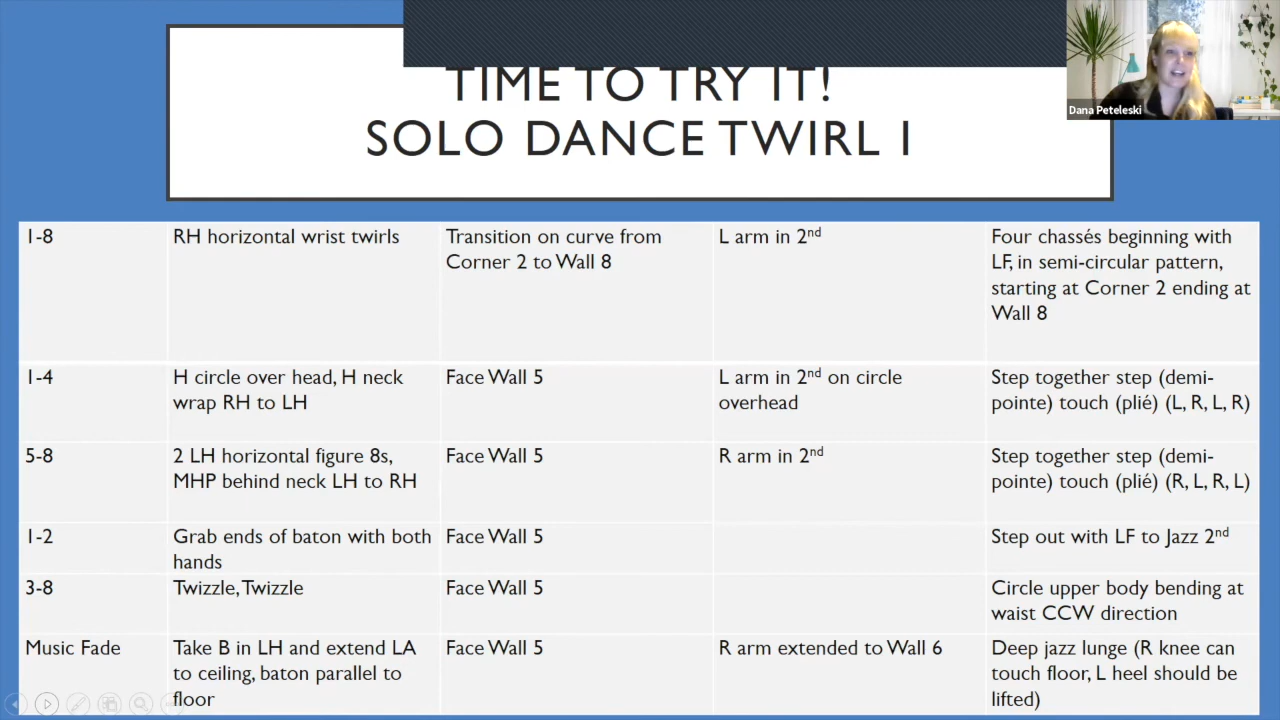 TIME TO TRY IT!
SOLO DANCE TWIRL I
Dana Peteleski
1-8
RH horizontal wrist twirls
Transition on curve from
Corner 2 to Wall 8
L arm in 2nd
Four chassés beginning with
LF, in semi-circular pattern,
starting at Corner 2 ending at
Wall 8
1-4
H circle over head, H neck
wrap RH to LH
Face Wall 5
L arm in 2nd on circle
overhead
Step together step (demi-
pointe) touch (plié) (L, R, L, R)
5-8
2 LH horizontal figure 8s,
MHP behind neck LH to RH
Face Wall 5
R arm in 2nd
Step together step (demi-
pointe) touch (plié) (R, L, R, L)
1-2
Grab ends of baton with both
hands
Face Wall 5
Step out with LF to Jazz 2nd
3-8
Twizzle, Twizzle
Face Wall 5
Circle upper body bending at
waist CCW direction
Music Fade
Take B in LH and extend LA
to ceiling, baton parallel to
floor
Face Wall 5
R arm extended to Wall 6
Deep jazz lunge (R knee can
touch floor, L heel should be
lifted)